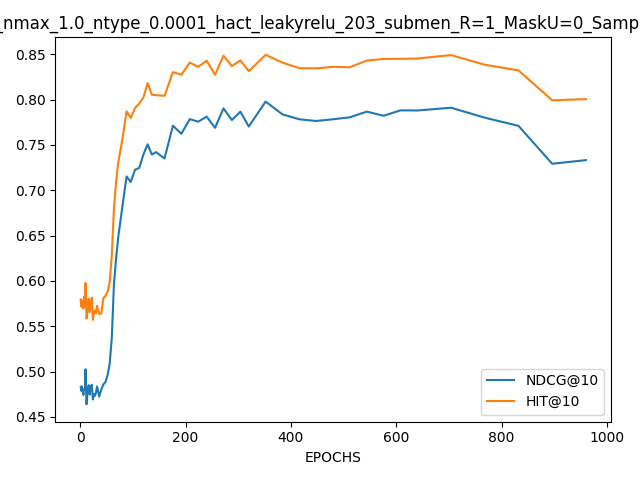 _nmax_1.0_ntype_0.0001_hact_leakyrelu_203_submen_R=1_MaskU=0_Samp
0.85
0.80
0.75
0.70
0.65
0.60
0.55
0.50
0.45
NDCG@10
HIT@10
0 200 400 600 800 1000
EPOCHS